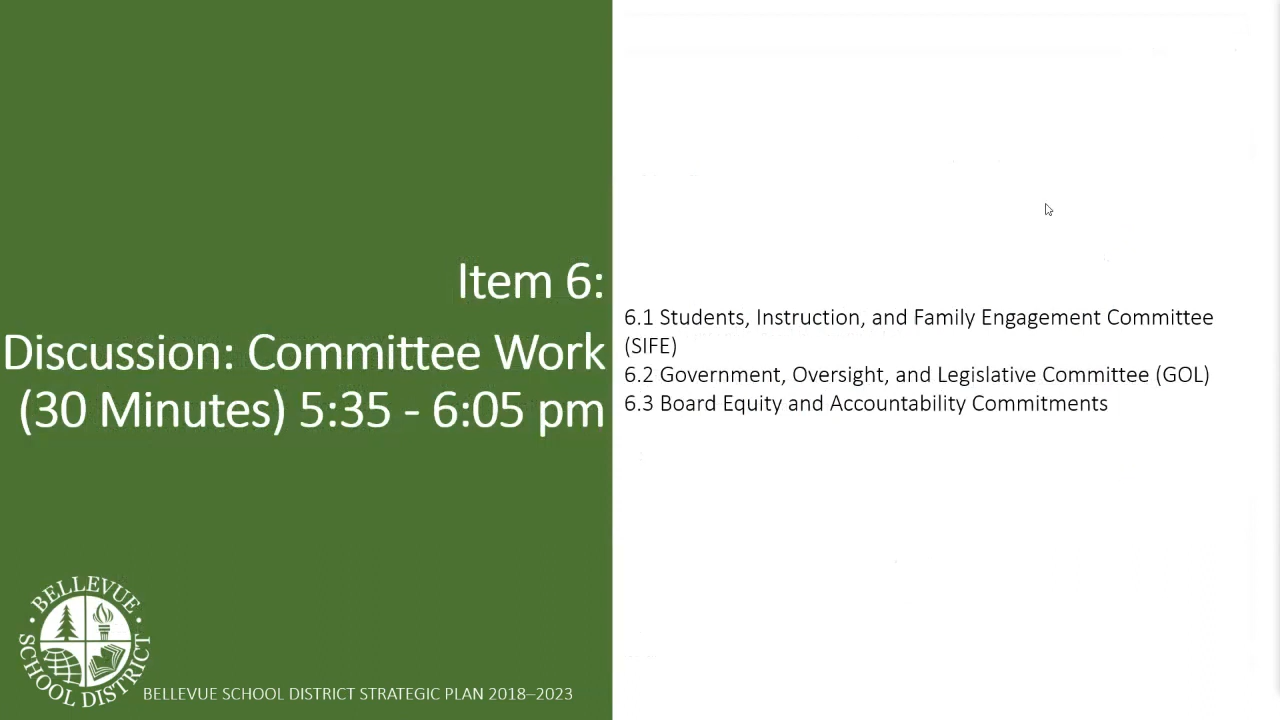 Item 6:
Discussion: Committee Work
(30 Minutes) 5:35 - 6:05 pm
6.1 Students, Instruction, and Family Engagement Committee
(SIFE)
6.2 Government, Oversight, and Legislative Committee (GOL)
6.3 Board Equity and Accountability Commitments
BELLEVUE
SCHOOL DISTRICT
BELLEVUE SCHOOL DISTRICT STRATEGIC PLAN 2018–2023